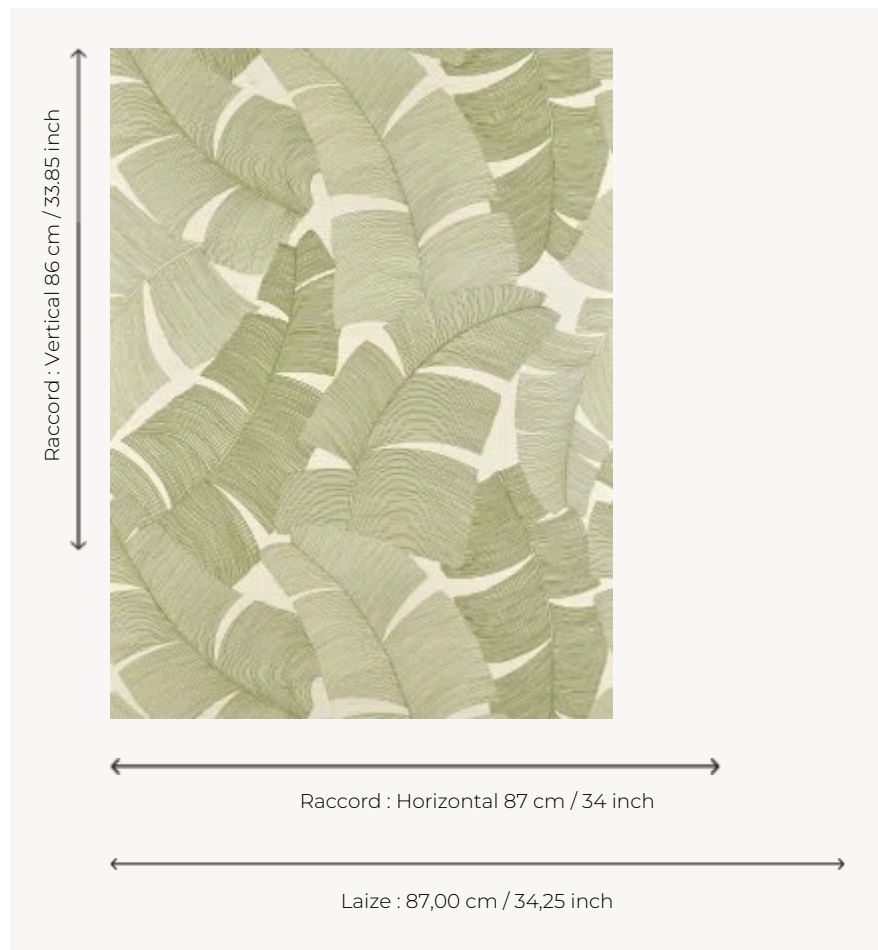 Raccord : Vertical 86 cm / 33.85 inch
Raccord : Horizontal 87 cm / 34 inch
Laize : 87,00 cm / 34,25 inch